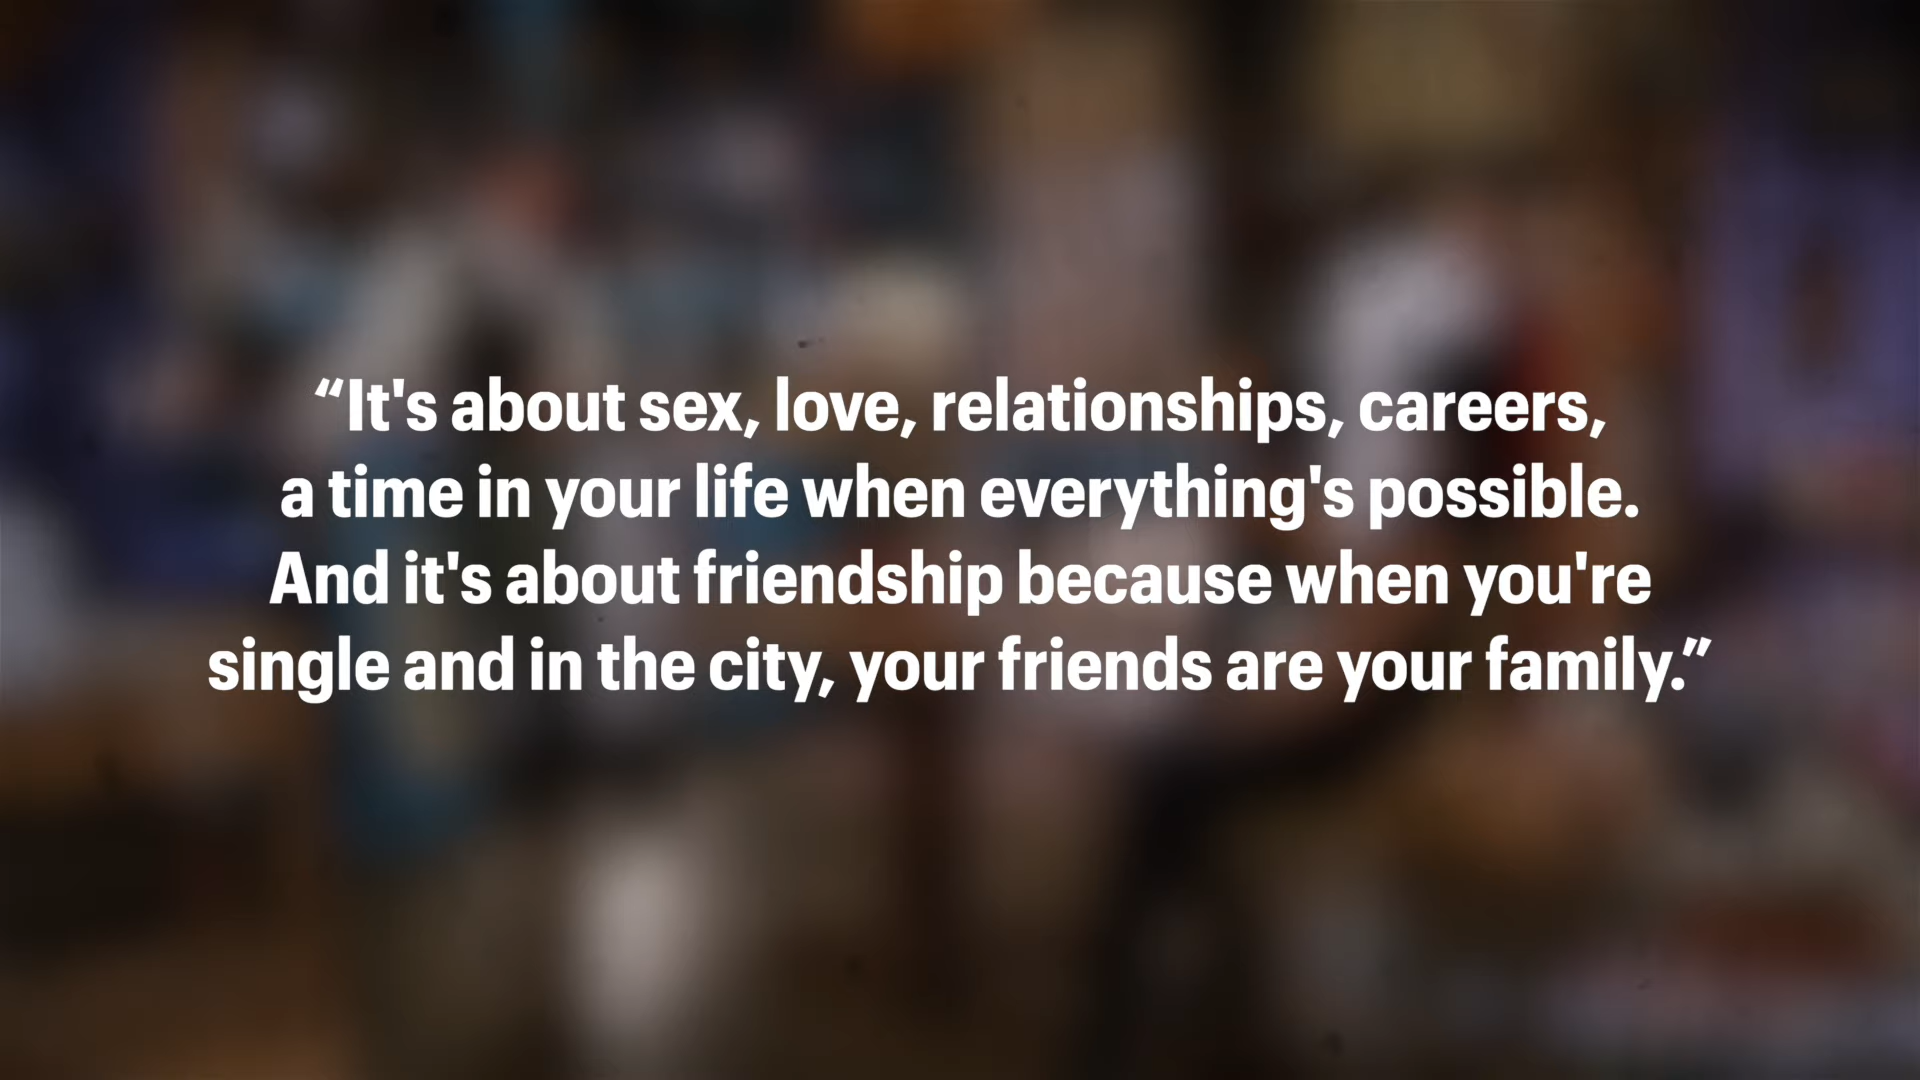 “It's about sex, love, relationships, careers,
a time in your life when everything's possible.
And it's about friendship because when you're
single and in the city, your friends are your family.”